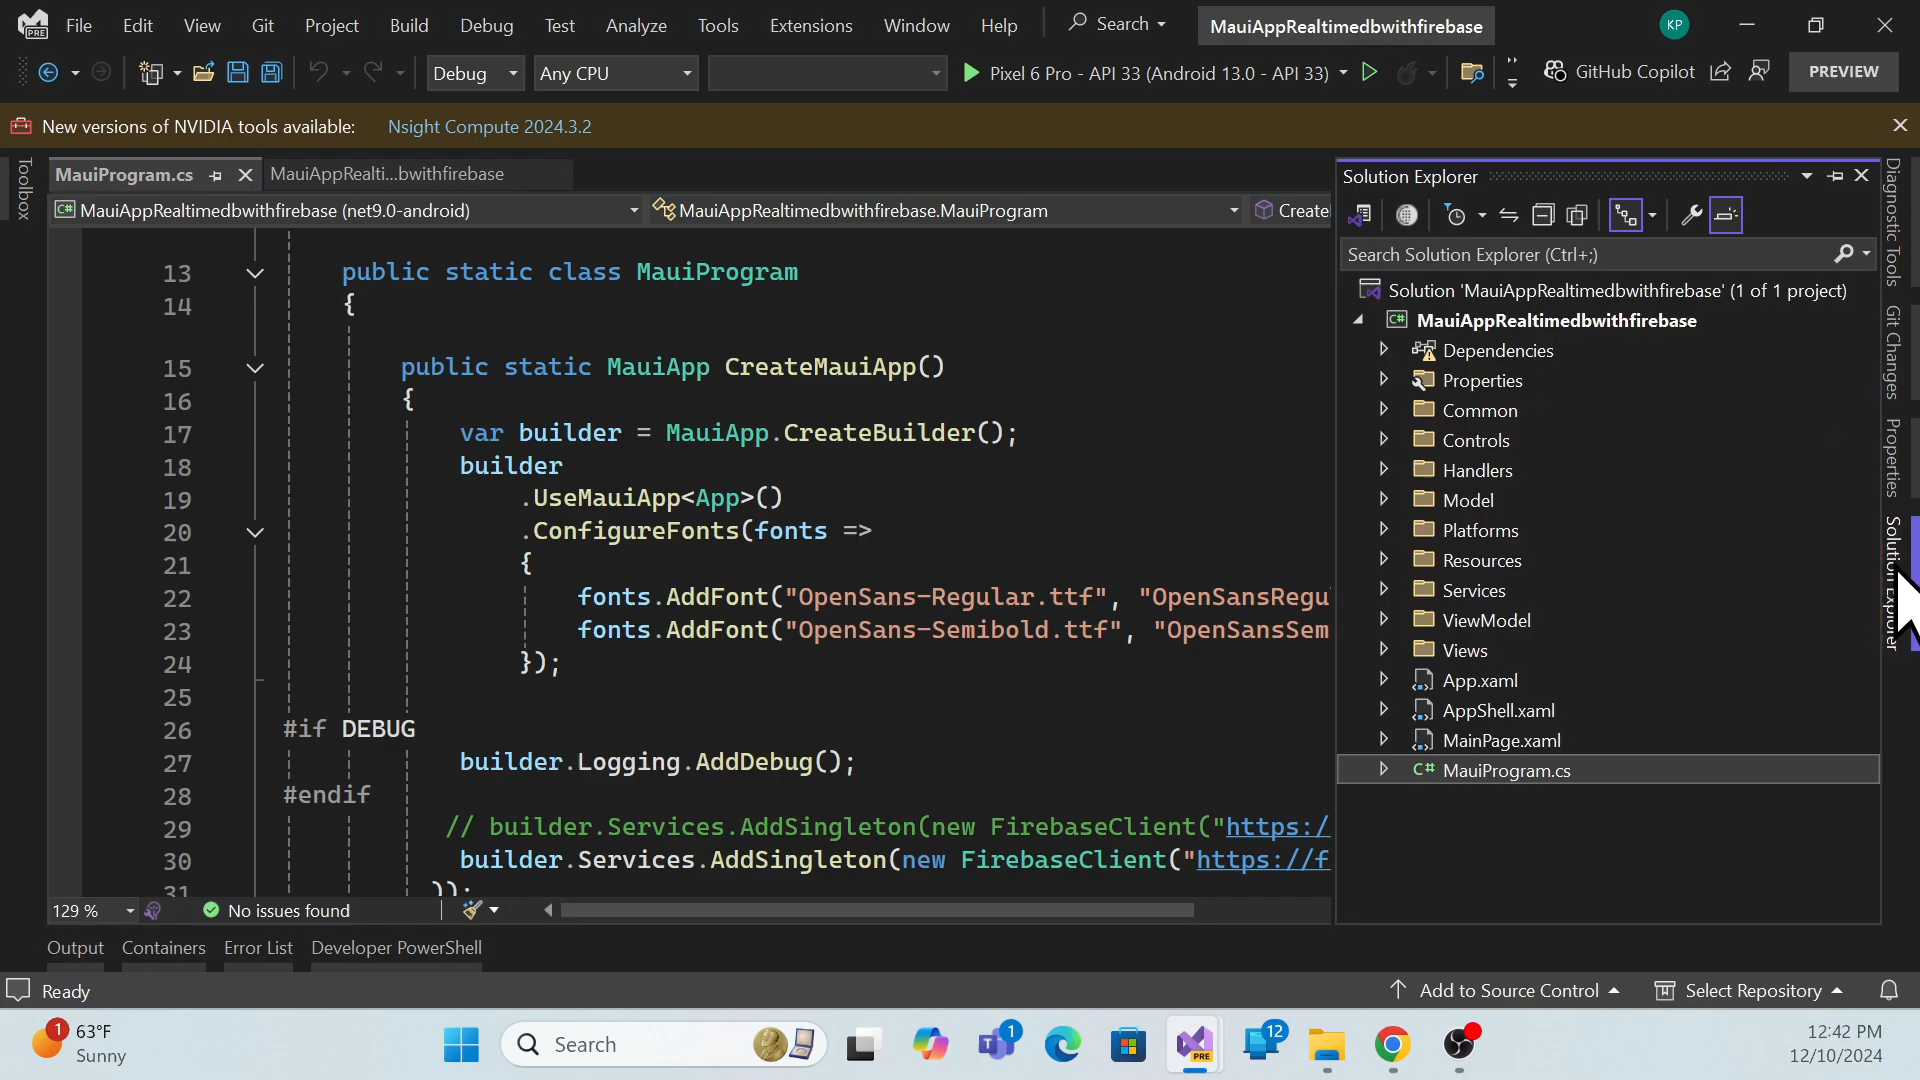 File Edit View Git Project Build Debug Test Analyze Tools Extensions Window Help Search MauiAppRealtimedbwithfirebase KP
PRE
Debug Any CPU Pixel 6 Pro - API 33 (Android 13.0 - API 33) GitHub Copilot PREVIEW
New versions of NVIDIA tools available: Nsight Compute 2024.3.2
Toolbox
MauiProgram.cs MauiAppRealti...bwithfirebase
C# MauiAppRealtimedbwithfirebase (net9.0-android) MauiAppRealtimedbwithfirebase.MauiProgram Create
13 public static class MauiProgram
14 {
15 public static MauiApp CreateMauiApp()
16 {
17 var builder = MauiApp.CreateBuilder();
18 builder
19 .UseMauiApp<App>()
20 .ConfigureFonts(fonts =>
21 {
22 fonts.AddFont("OpenSans-Regular.ttf", "OpenSansRegu
23 fonts.AddFont("OpenSans-Semibold.ttf", "OpenSansSem
24 });
25
26 #if DEBUG
27 builder.Logging.AddDebug();
28 #endif
29 // builder.Services.AddSingleton(new FirebaseClient("https:/
30 builder.Services.AddSingleton(new FirebaseClient("https://f
31 ));
129 % No issues found
Solution Explorer
Search Solution Explorer (Ctrl+;)
Solution 'MauiAppRealtimedbwithfirebase' (1 of 1 project)
C# MauiAppRealtimedbwithfirebase
Dependencies
Properties
Common
Controls
Handlers
Model
Platforms
Resources
Services
ViewModel
Views
App.xaml
AppShell.xaml
MainPage.xaml
C# MauiProgram.cs
Diagnostic Tools
Git Changes
Properties
Solution Explorer
Output Containers Error List Developer PowerShell
Ready Add to Source Control Select Repository
1 63°F
Sunny
Search
1
PRE
12
12:42 PM
12/10/2024